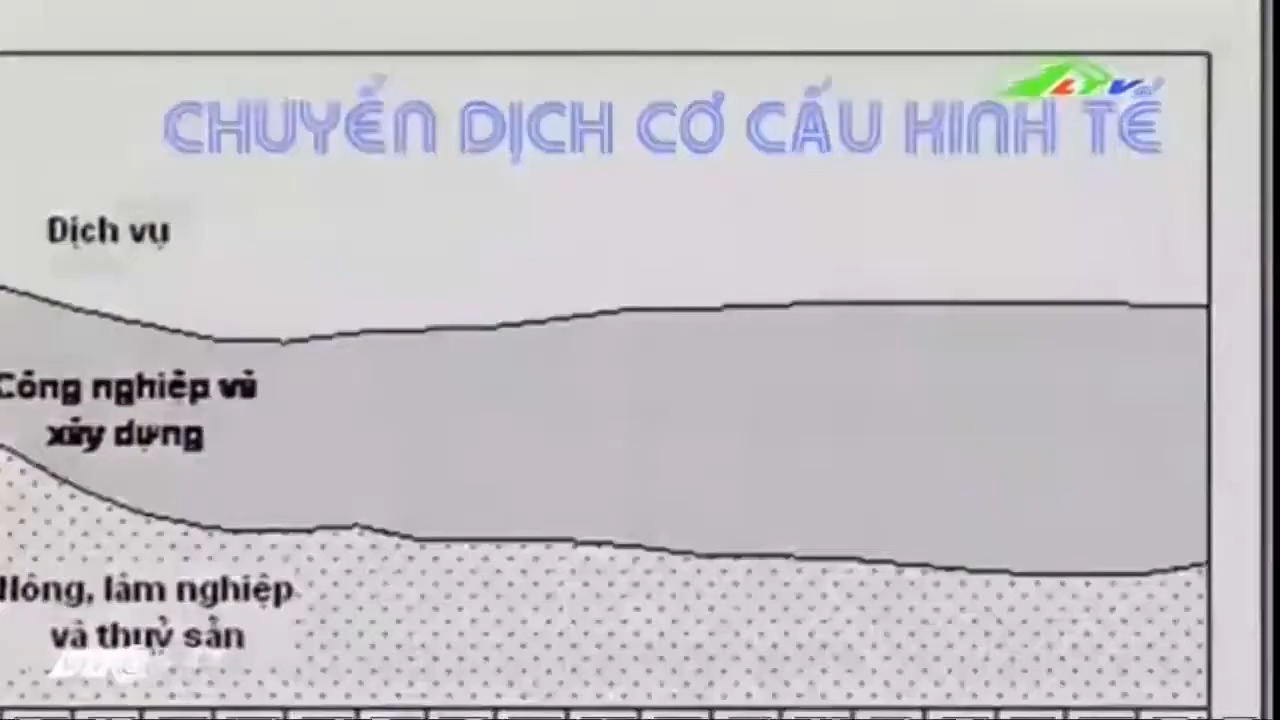 LTV
CHUYỂN DỊCH CƠ CẤU KINH TẾ
Dịch vụ
Công nghiệp và
xây dựng
Nông, lâm nghiệp
và thuỷ sản